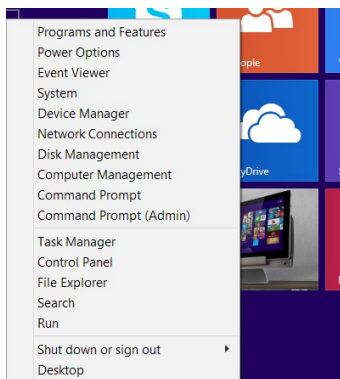 Programs and Features
Power Options
Event Viewer
System
Device Manager
Network Connections
Disk Management
Computer Management
Command Prompt
Command Prompt (Admin)
Task Manager
Control Panel
File Explorer
Search
Run
Shut down or sign out
Desktop
ople
yDrive